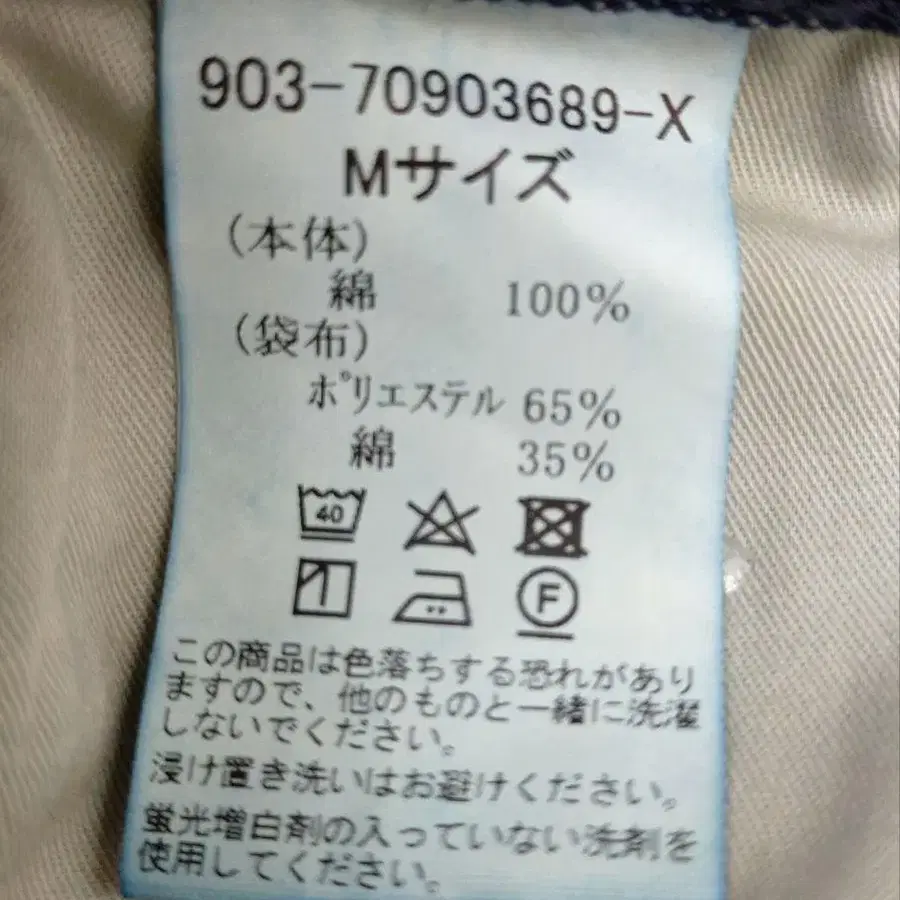 903-70903689-X
Mサイズ
(本体)
綿 100%
(袋布)
ポリエステル 65%
綿 35%
40
F
この商品は色落ちする恐れがあり
ますので、他のものと一緒に洗濯
しないでください。
浸け置き洗いはお避けください。
蛍光増白剤の入っていない洗剤を
使用してください。